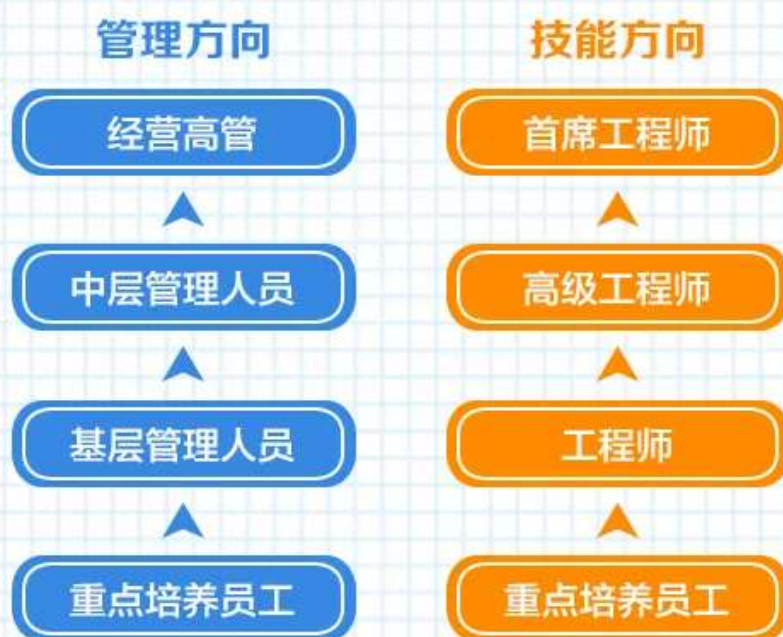 管理方向
经营高管
中层管理人员
基层管理人员
重点培养员工
技能方向
首席工程师
高级工程师
工程师
重点培养员工